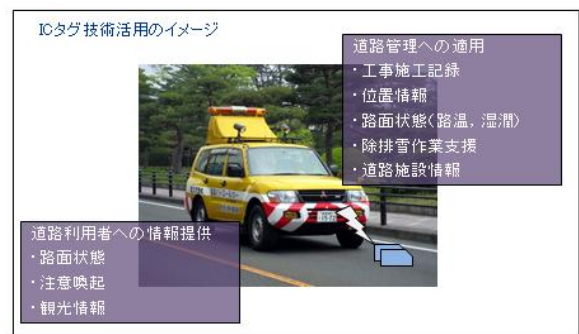 ICタグ技術活用のイメージ
道路管理への適用
・工事施工記録
・位置情報
・路面状態(路温,湿潤)
・除排雪作業支援
・道路施設情報
道路利用者への情報提供
・路面状態
・注意喚起
・観光情報